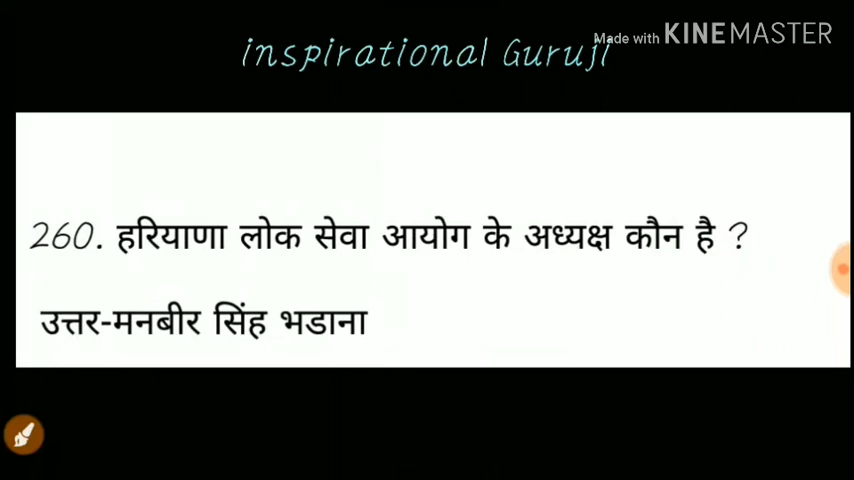 inspirational Guruji
Made with KINEMASTER
260. हरियाणा लोक सेवा आयोग के अध्यक्ष कौन है ?
उत्तर-मनबीर सिंह भडाना